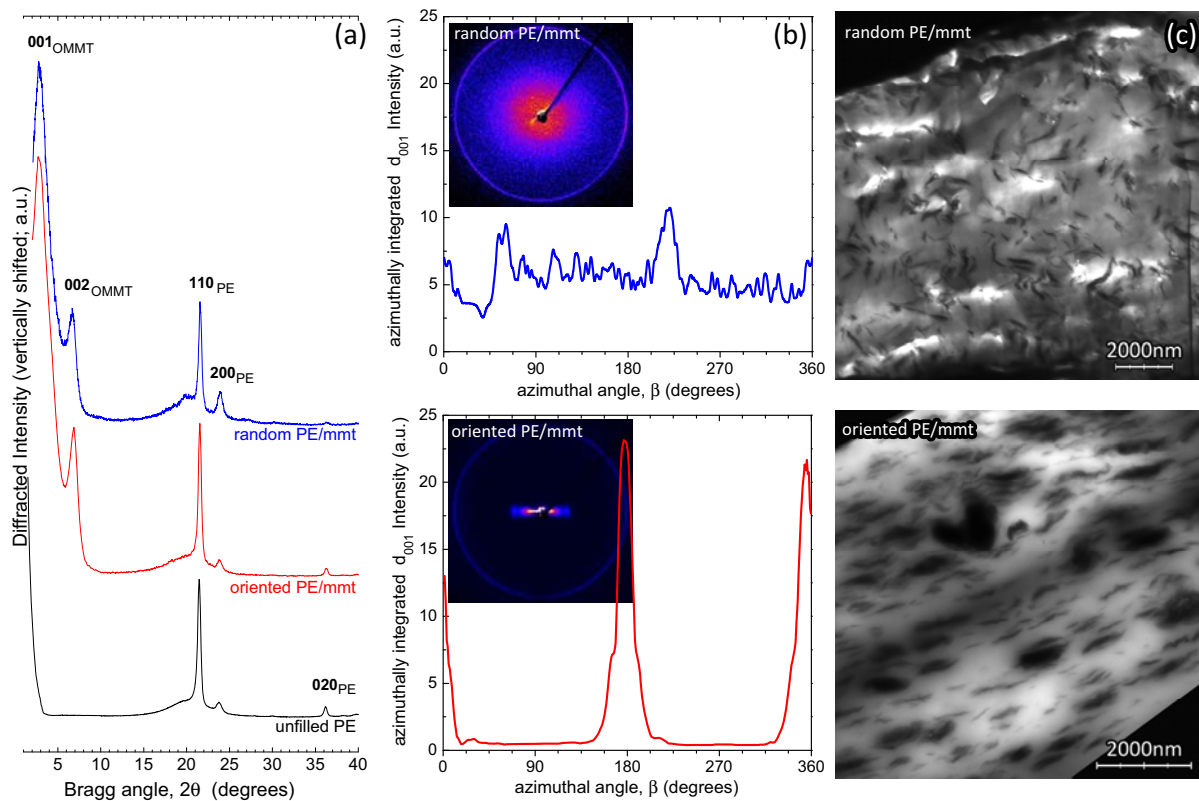 (a)
001OMMT
002OMMT
110PE
200PE
random PE/mmt
oriented PE/mmt
020PE
unfilled PE
Diffracted Intensity (vertically shifted; a.u.)
5 10 15 20 25 30 35 40
Bragg angle, 2θ (degrees)
(b)
random PE/mmt
azimuthally integrated d001 Intensity (a.u.)
25
20
15
10
5
0
0 90 180 270 360
azimuthal angle, β (degrees)
oriented PE/mmt
azimuthally integrated d001 Intensity (a.u.)
25
20
15
10
5
0
0 90 180 270 360
azimuthal angle, β (degrees)
random PE/mmt
(c)
2000nm
oriented PE/mmt
2000nm